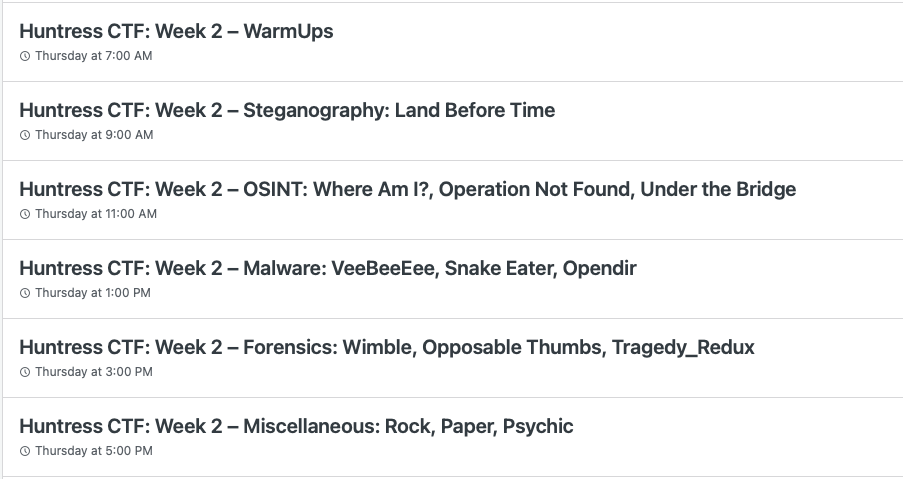 Huntress CTF: Week 2 – WarmUps
Thursday at 7:00 AM
Huntress CTF: Week 2 – Steganography: Land Before Time
Thursday at 9:00 AM
Huntress CTF: Week 2 – OSINT: Where Am I?, Operation Not Found, Under the Bridge
Thursday at 11:00 AM
Huntress CTF: Week 2 – Malware: VeeBeeEee, Snake Eater, Opendir
Thursday at 1:00 PM
Huntress CTF: Week 2 – Forensics: Wimble, Opposable Thumbs, Tragedy_Redux
Thursday at 3:00 PM
Huntress CTF: Week 2 – Miscellaneous: Rock, Paper, Psychic
Thursday at 5:00 PM